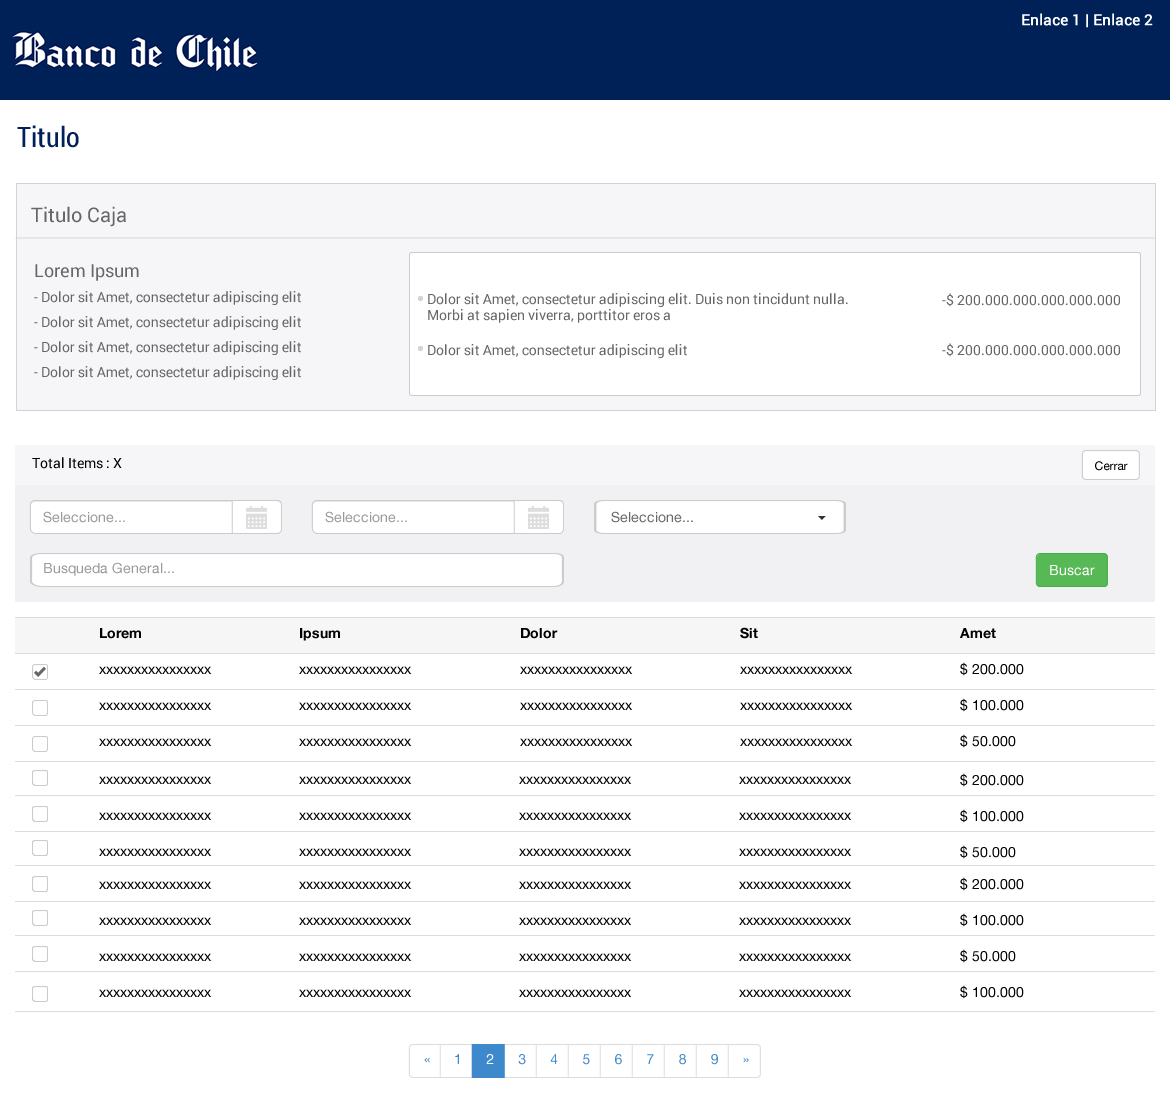 Enlace 1 | Enlace 2
Banco de Chile
Titulo
Titulo Caja
Lorem Ipsum
- Dolor sit Amet, consectetur adipiscing elit
- Dolor sit Amet, consectetur adipiscing elit
- Dolor sit Amet, consectetur adipiscing elit
- Dolor sit Amet, consectetur adipiscing elit
Dolor sit Amet, consectetur adipiscing elit. Duis non tincidunt nulla. -$ 200.000.000.000.000.000
Morbi at sapien viverra, porttitor eros a
Dolor sit Amet, consectetur adipiscing elit -$ 200.000.000.000.000.000
Total Items : X Cerrar
Seleccione... Seleccione... Seleccione...
Busqueda General... Buscar
Lorem Ipsum Dolor Sit Amet
xxxxxxxxxxxxxxxx xxxxxxxxxxxxxxxx xxxxxxxxxxxxxxxx xxxxxxxxxxxxxxxx $ 200.000
xxxxxxxxxxxxxxxx xxxxxxxxxxxxxxxx xxxxxxxxxxxxxxxx xxxxxxxxxxxxxxxx $ 100.000
xxxxxxxxxxxxxxxx xxxxxxxxxxxxxxxx xxxxxxxxxxxxxxxx xxxxxxxxxxxxxxxx $ 50.000
xxxxxxxxxxxxxxxx xxxxxxxxxxxxxxxx xxxxxxxxxxxxxxxx xxxxxxxxxxxxxxxx $ 200.000
xxxxxxxxxxxxxxxx xxxxxxxxxxxxxxxx xxxxxxxxxxxxxxxx xxxxxxxxxxxxxxxx $ 100.000
xxxxxxxxxxxxxxxx xxxxxxxxxxxxxxxx xxxxxxxxxxxxxxxx xxxxxxxxxxxxxxxx $ 50.000
xxxxxxxxxxxxxxxx xxxxxxxxxxxxxxxx xxxxxxxxxxxxxxxx xxxxxxxxxxxxxxxx $ 200.000
xxxxxxxxxxxxxxxx xxxxxxxxxxxxxxxx xxxxxxxxxxxxxxxx xxxxxxxxxxxxxxxx $ 100.000
xxxxxxxxxxxxxxxx xxxxxxxxxxxxxxxx xxxxxxxxxxxxxxxx xxxxxxxxxxxxxxxx $ 50.000
xxxxxxxxxxxxxxxx xxxxxxxxxxxxxxxx xxxxxxxxxxxxxxxx xxxxxxxxxxxxxxxx $ 100.000
« 1 2 3 4 5 6 7 8 9 »